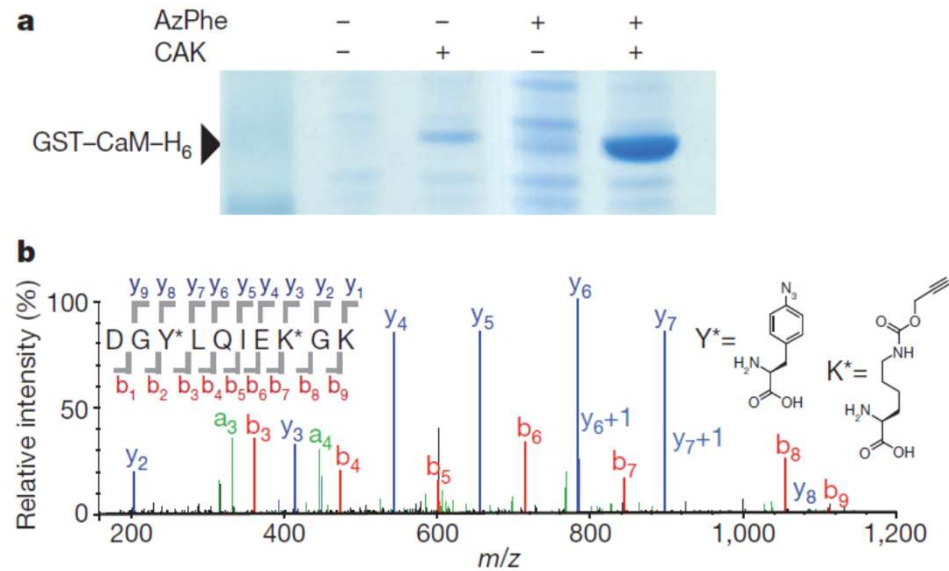 a
AzPhe – – + +
CAK – + – +
GST–CaM–H₆
b
y₉ y₈ y₇ y₆ y₅ y₄ y₃ y₂ y₁
D G Y* L Q I E K* G K
b₁ b₂ b₃ b₄ b₅ b₆ b₇ b₈ b₉
Relative intensity (%)
100
50
0
y₂
a₃
b₃
y₃
a₄
b₄
y₄
b₅
y₅
b₆
y₆
y₆+1
b₇
y₇
y₇+1
b₈
y₈
b₉
Y*=
N₃
H₂N
O
OH
K*=
O
O
NH
H₂N
O
OH
200 400 600 800 1,000 1,200
m/z